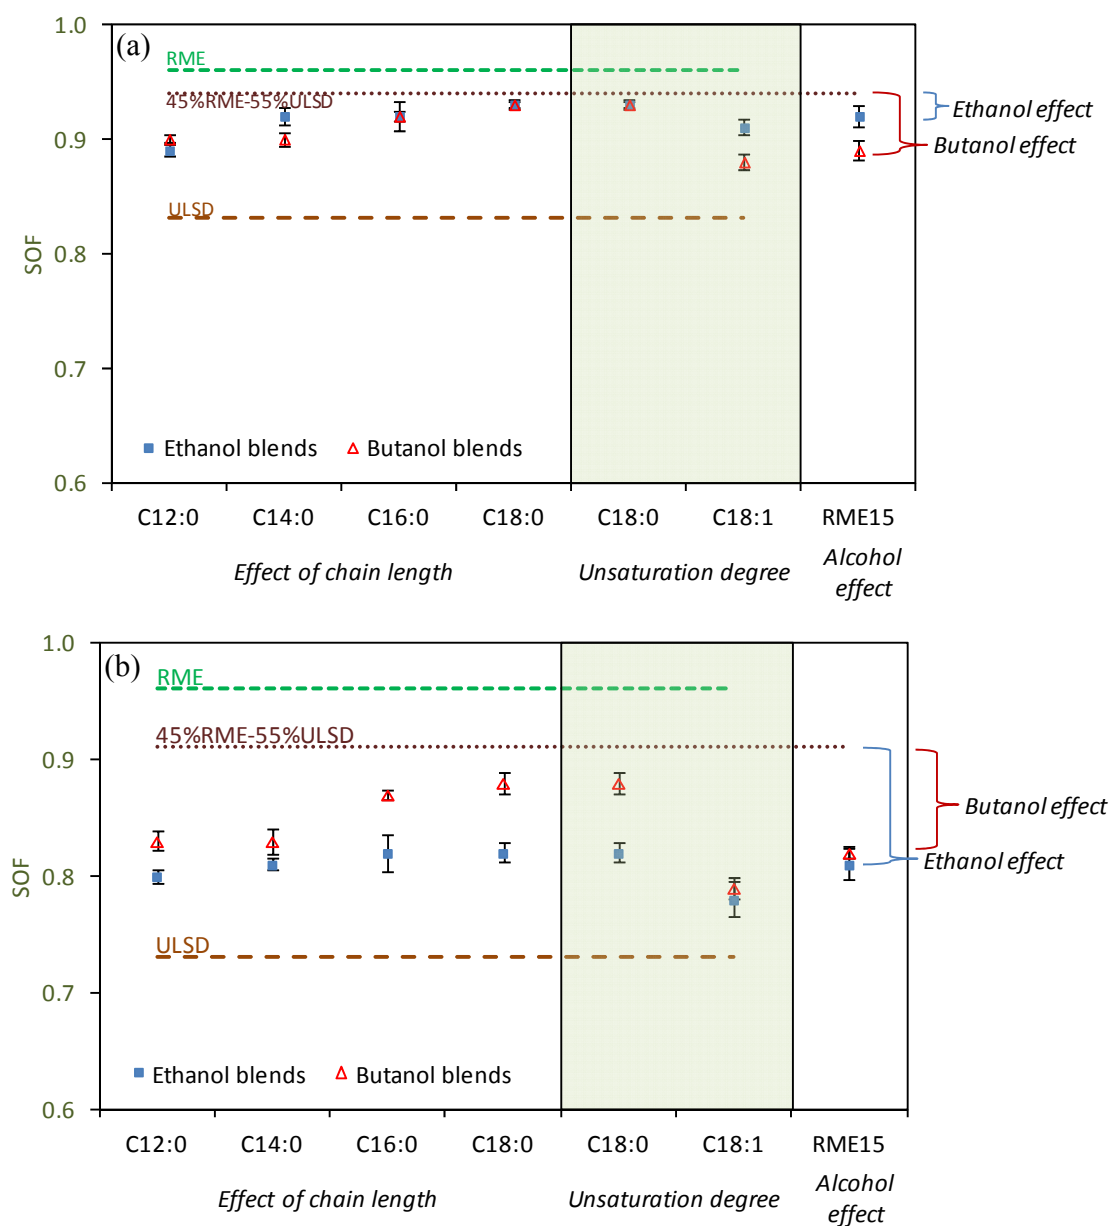 (a)
1.0
RME
45%RME-55%ULSD
Ethanol effect
0.9
Butanol effect
ULSD
0.8
SOF
0.7
Ethanol blends
Butanol blends
0.6
C12:0 C14:0 C16:0 C18:0 C18:0 C18:1 RME15
Effect of chain length
Unsaturation degree
Alcohol
effect
(b)
1.0
RME
45%RME-55%ULSD
0.9
Butanol effect
Ethanol effect
0.8
SOF
ULSD
0.7
Ethanol blends
Butanol blends
0.6
C12:0 C14:0 C16:0 C18:0 C18:0 C18:1 RME15
Effect of chain length
Unsaturation degree
Alcohol
effect